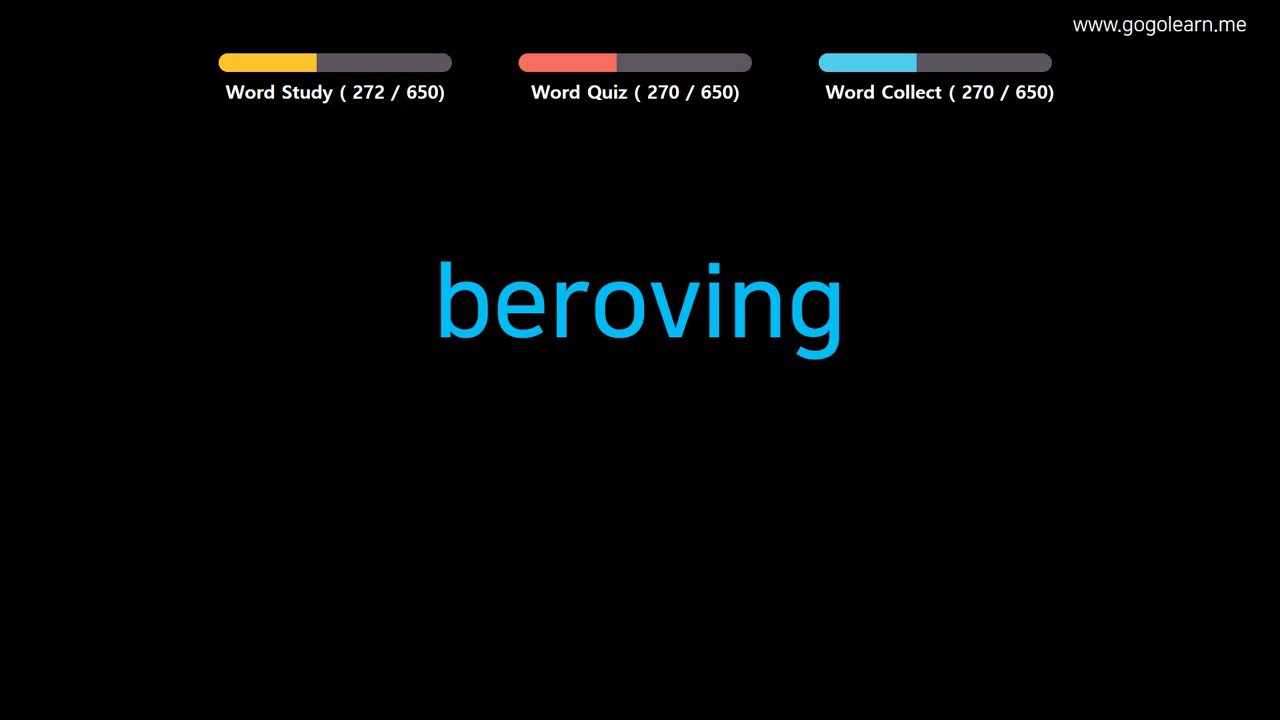 www.gogolearn.me
Word Study ( 272 / 650)
Word Quiz ( 270 / 650)
Word Collect ( 270 / 650)
beroving